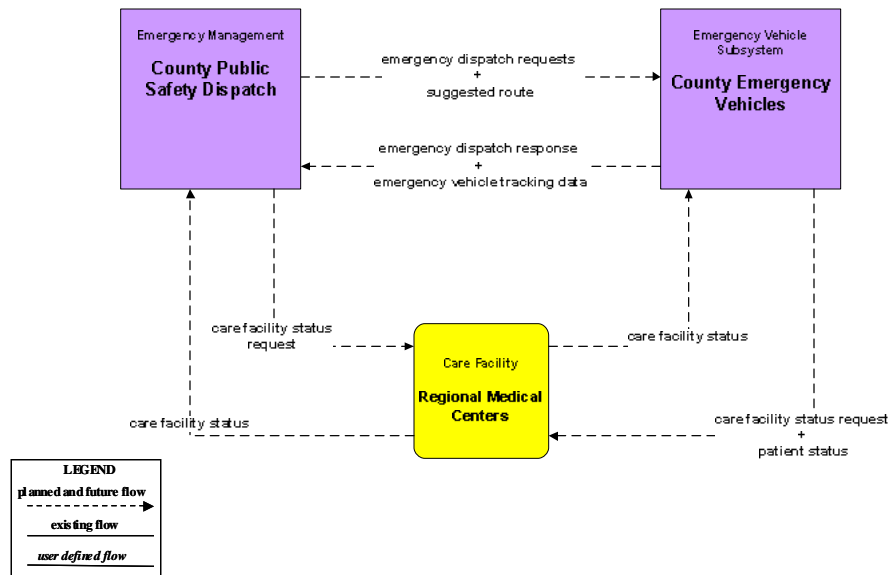 Emergency Management
County Public
Safety Dispatch
emergency dispatch requests
+
suggested route
Emergency Vehicle
Subsystem
County Emergency
Vehicles
emergency dispatch response
+
emergency vehicle tracking data
care facility status
request
care facility status
Care Facility
Regional Medical
Centers
care facility status
care facility status request
+
patient status
LEGEND
planned and future flow
existing flow
user defined flow